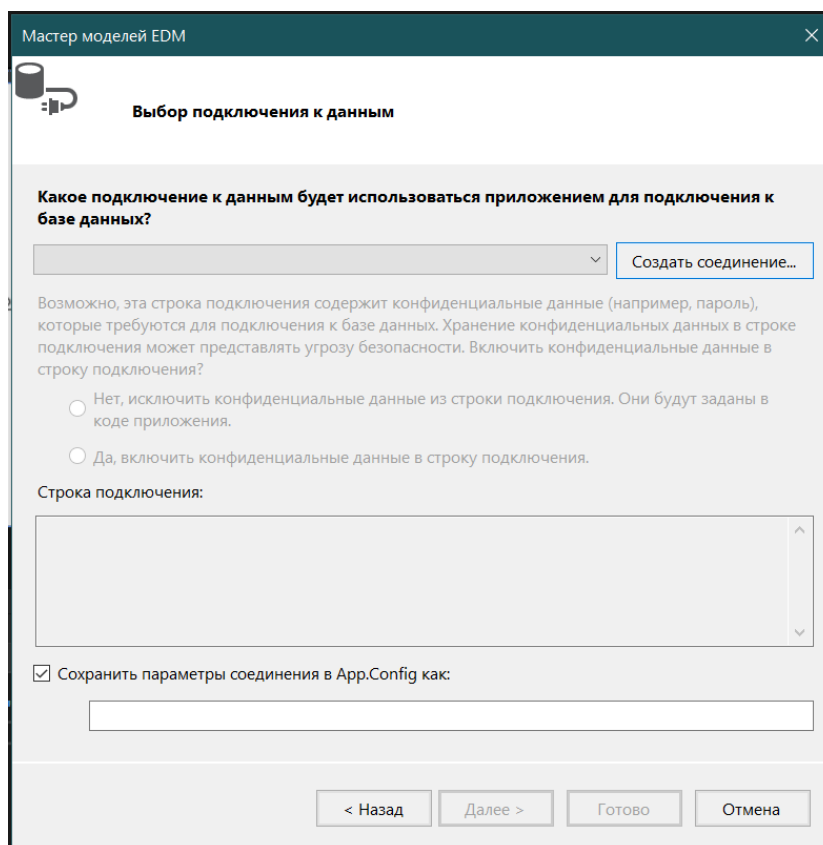 Мастер моделей EDM
Выбор подключения к данным
Какое подключение к данным будет использоваться приложением для подключения к
базе данных?
Создать соединение...
Возможно, эта строка подключения содержит конфиденциальные данные (например, пароль),
которые требуются для подключения к базе данных. Хранение конфиденциальных данных в строке
подключения может представлять угрозу безопасности. Включить конфиденциальные данные в
строку подключения?
Нет, исключить конфиденциальные данные из строки подключения. Они будут заданы в
коде приложения.
Да, включить конфиденциальные данные в строку подключения.
Строка подключения:
Сохранить параметры соединения в App.Config как:
< Назад
Далее >
Готово
Отмена